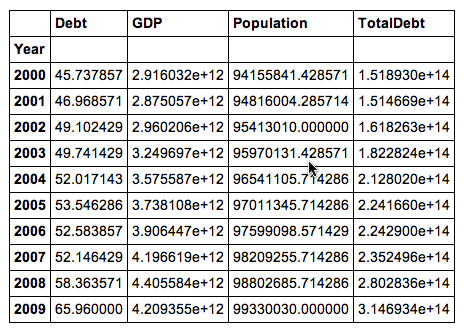 Debt GDP Population TotalDebt
Year
2000 45.737857 2.916032e+12 94155841.428571 1.518930e+14
2001 46.968571 2.875057e+12 94816004.285714 1.514669e+14
2002 49.102429 2.960206e+12 95413010.000000 1.618263e+14
2003 49.741429 3.249697e+12 95970131.428571 1.822824e+14
2004 52.017143 3.575587e+12 96541105.714286 2.128020e+14
2005 53.546286 3.738108e+12 97011345.714286 2.241660e+14
2006 52.583857 3.906447e+12 97599098.571429 2.242900e+14
2007 52.146429 4.196619e+12 98209255.714286 2.352496e+14
2008 58.363571 4.405584e+12 98802685.714286 2.802836e+14
2009 65.960000 4.209355e+12 99330030.000000 3.146934e+14